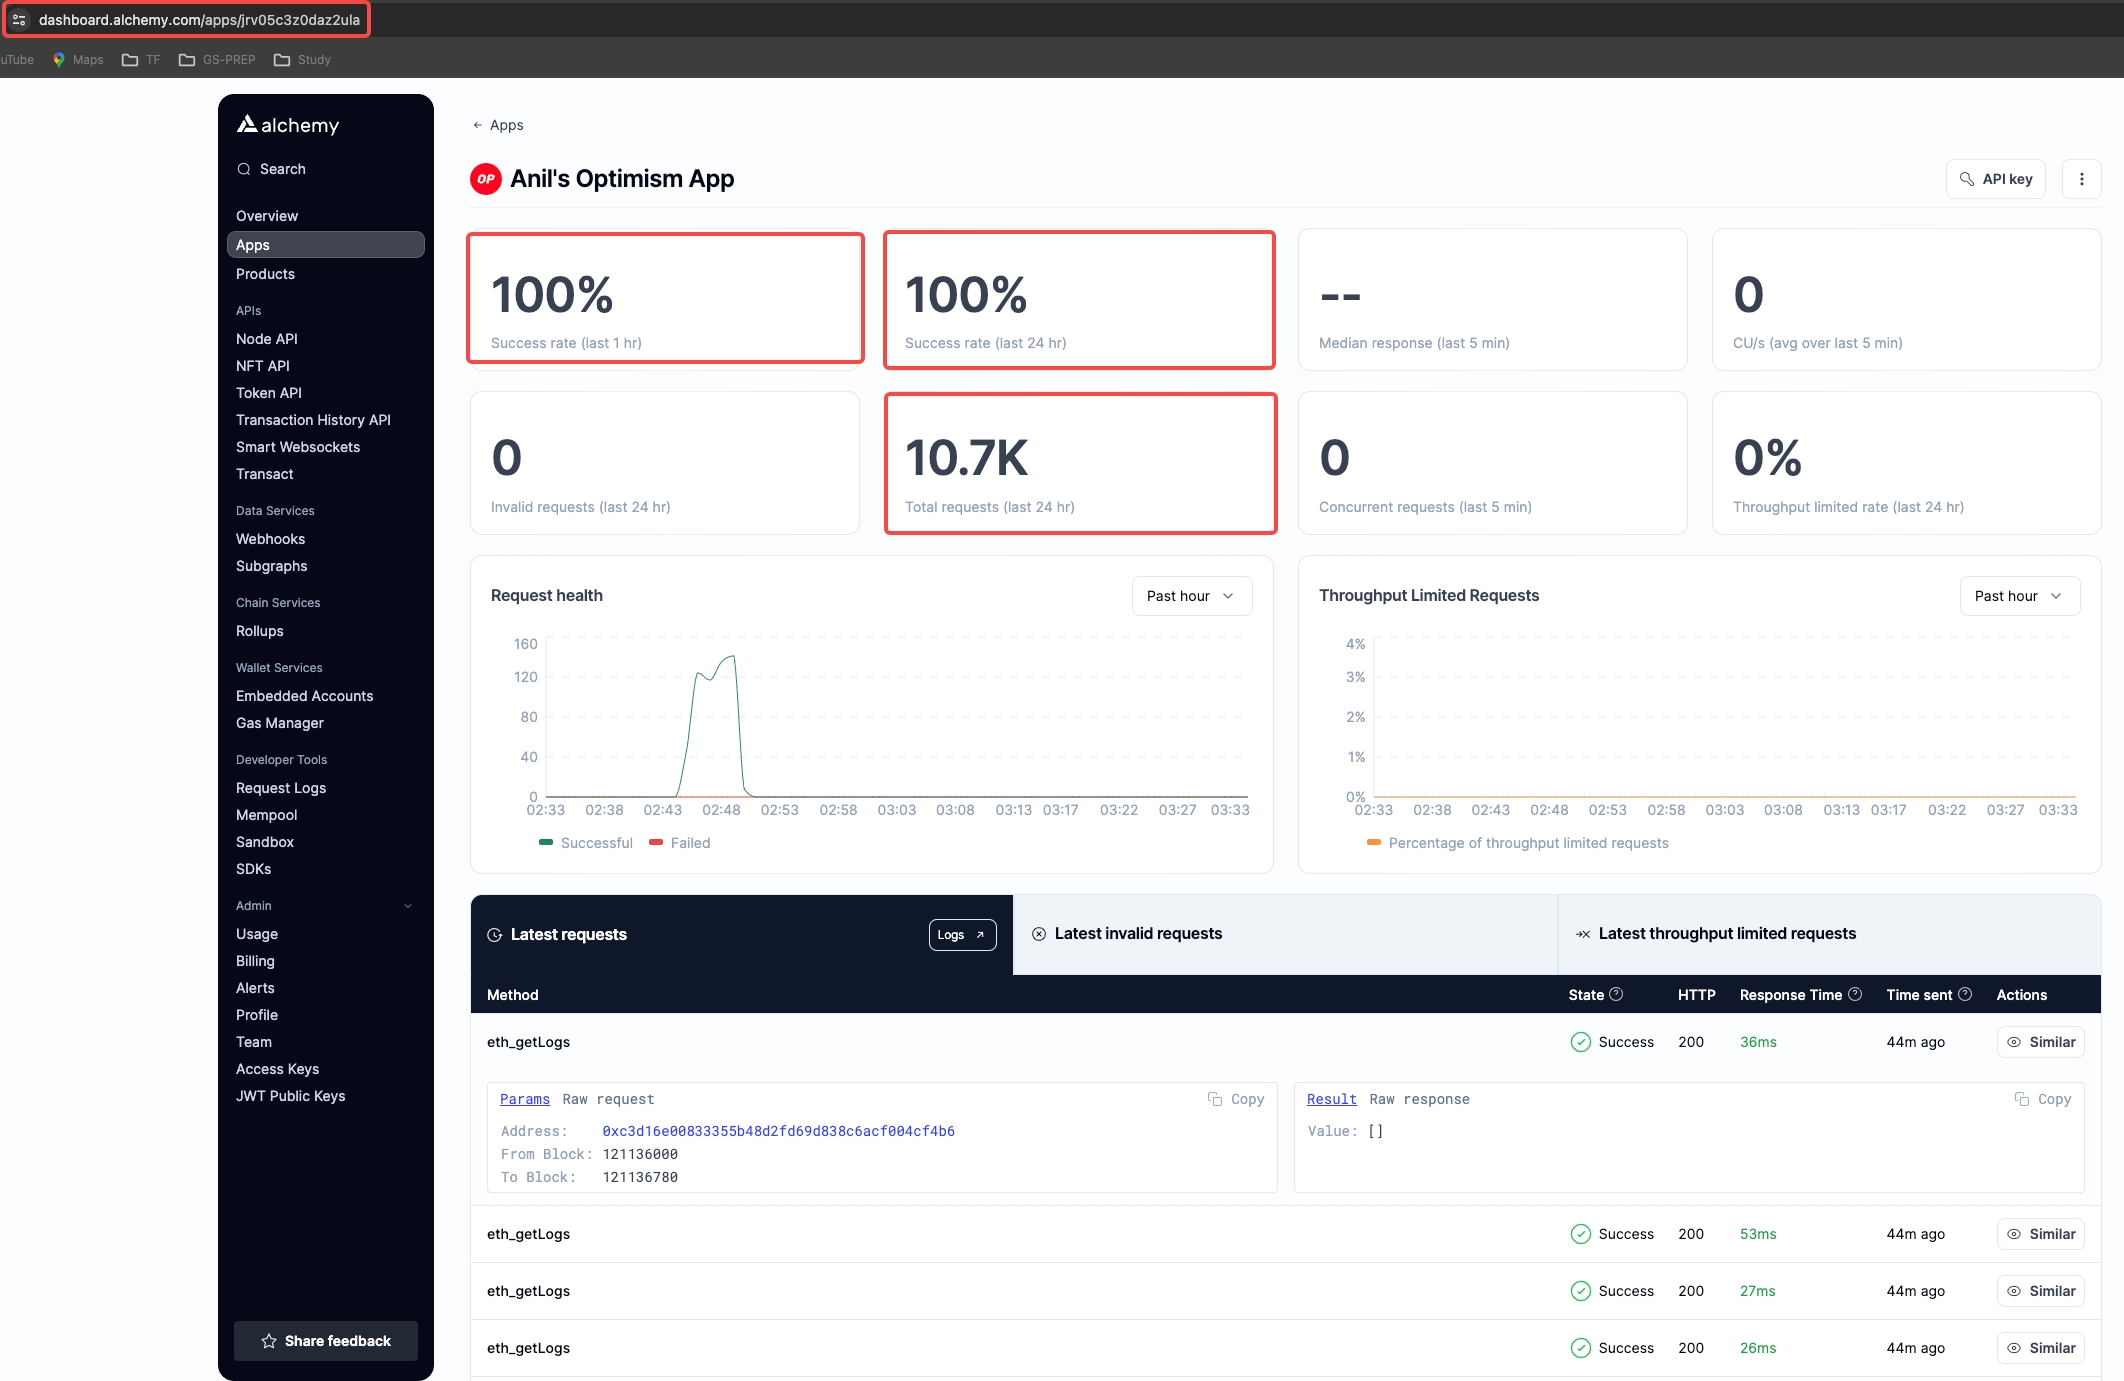 dashboard.alchemy.com/apps/jrv05c3z0daz2ula
uTube Maps TF GS-PREP Study
alchemy
Search
Overview
Apps
Products
APIs
Node API
NFT API
Token API
Transaction History API
Smart Websockets
Transact
Data Services
Webhooks
Subgraphs
Chain Services
Rollups
Wallet Services
Embedded Accounts
Gas Manager
Developer Tools
Request Logs
Mempool
Sandbox
SDKs
Admin
Usage
Billing
Alerts
Profile
Team
Access Keys
JWT Public Keys
Share feedback
← Apps
OP Anil's Optimism App
API key
100%
Success rate (last 1 hr)
100%
Success rate (last 24 hr)
--
Median response (last 5 min)
0
CU/s (avg over last 5 min)
0
Invalid requests (last 24 hr)
10.7K
Total requests (last 24 hr)
0
Concurrent requests (last 5 min)
0%
Throughput limited rate (last 24 hr)
Request health
Past hour
160
120
80
40
0
02:33 02:38 02:43 02:48 02:53 02:58 03:03 03:08 03:13 03:17 03:22 03:27 03:33
Successful Failed
Throughput Limited Requests
Past hour
4%
3%
2%
1%
0%
02:33 02:38 02:43 02:48 02:53 02:58 03:03 03:08 03:13 03:17 03:22 03:27 03:33
Percentage of throughput limited requests
Latest requests Logs
Latest invalid requests
Latest throughput limited requests
Method State HTTP Response Time Time sent Actions
eth_getLogs Success 200 36ms 44m ago Similar
Params Raw request Copy
Address: 0xc3d16e00833355b48d2fd69d838c6acf004cf4b6
From Block: 121136000
To Block: 121136780
Result Raw response Copy
Value: []
eth_getLogs Success 200 53ms 44m ago Similar
eth_getLogs Success 200 27ms 44m ago Similar
eth_getLogs Success 200 26ms 44m ago Similar